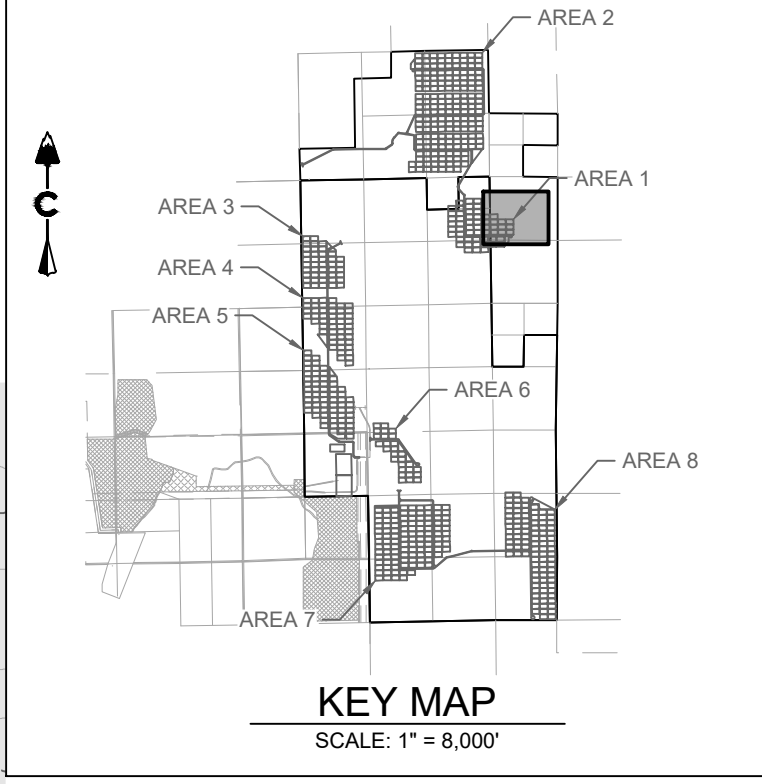 AREA 2
AREA 1
AREA 3
AREA 4
AREA 5
AREA 6
AREA 8
AREA 7
KEY MAP
SCALE: 1" = 8,000'